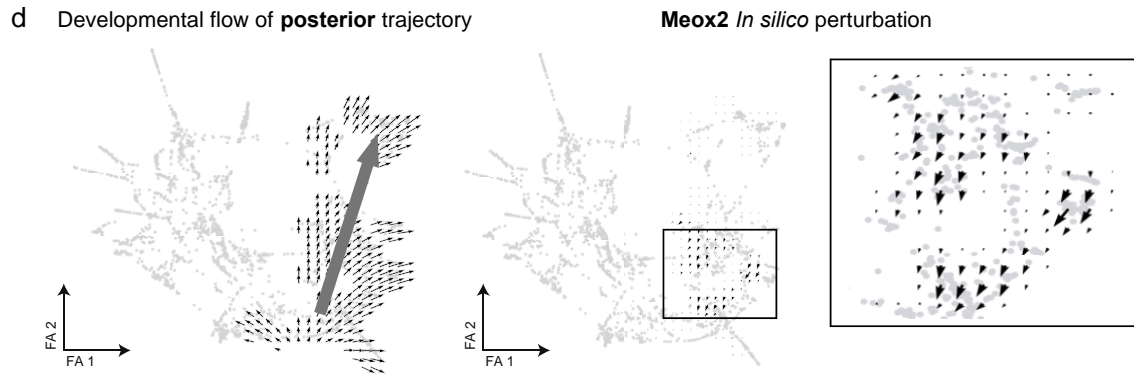 d Developmental flow of posterior trajectory
Meox2 In silico perturbation
FA 2
FA 1
FA 2
FA 1